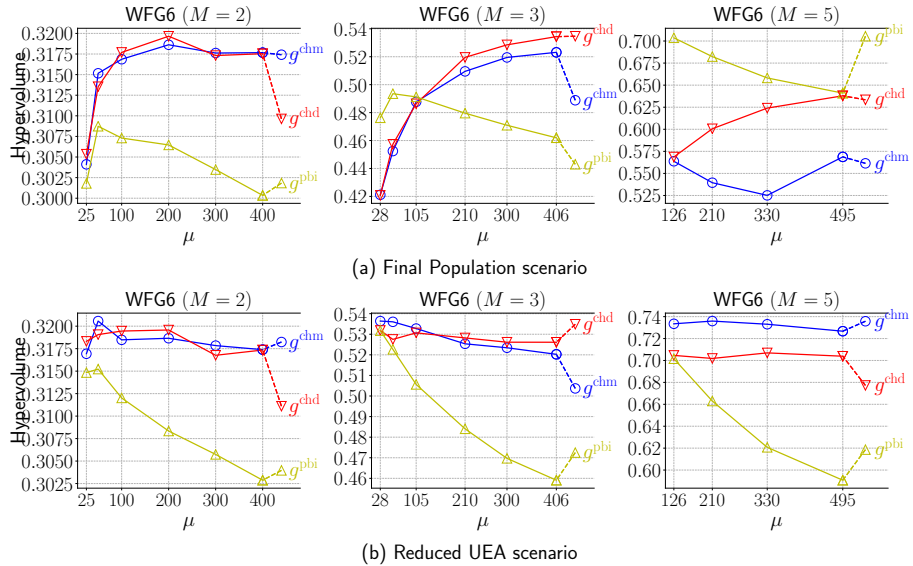 WFG6 (M = 2)
WFG6 (M = 3)
WFG6 (M = 5)
Hypervolume
0.3200
0.3175
0.3150
0.3125
0.3100
0.3075
0.3050
0.3025
0.3000
25 100 200 300 400
μ
g^chm
g^chd
g^pbi
0.54
0.52
0.50
0.48
0.46
0.44
0.42
28 105 210 300 406
μ
g^chd
g^chm
g^pbi
0.700
0.675
0.650
0.625
0.600
0.575
0.550
0.525
126 210 330 495
μ
g^pbi
g^chd
g^chm
(a) Final Population scenario
WFG6 (M = 2)
WFG6 (M = 3)
WFG6 (M = 5)
Hypervolume
0.3200
0.3175
0.3150
0.3125
0.3100
0.3075
0.3050
0.3025
25 100 200 300 400
μ
g^chm
g^chd
g^pbi
0.54
0.53
0.52
0.51
0.50
0.49
0.48
0.47
0.46
28 105 210 300 406
μ
g^chd
g^chm
g^pbi
0.74
0.72
0.70
0.68
0.66
0.64
0.62
0.60
126 210 330 495
μ
g^chm
g^chd
g^pbi
(b) Reduced UEA scenario